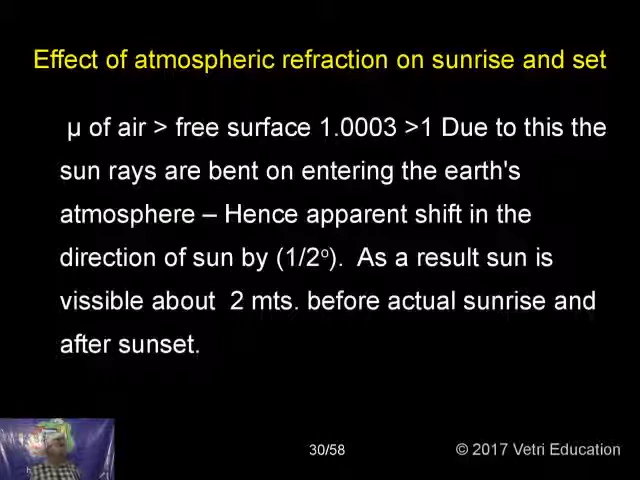 Effect of atmospheric refraction on sunrise and set
μ of air > free surface 1.0003 >1 Due to this the
sun rays are bent on entering the earth's
atmosphere – Hence apparent shift in the
direction of sun by (1/2°). As a result sun is
vissible about 2 mts. before actual sunrise and
after sunset.
30/58
© 2017 Vetri Education